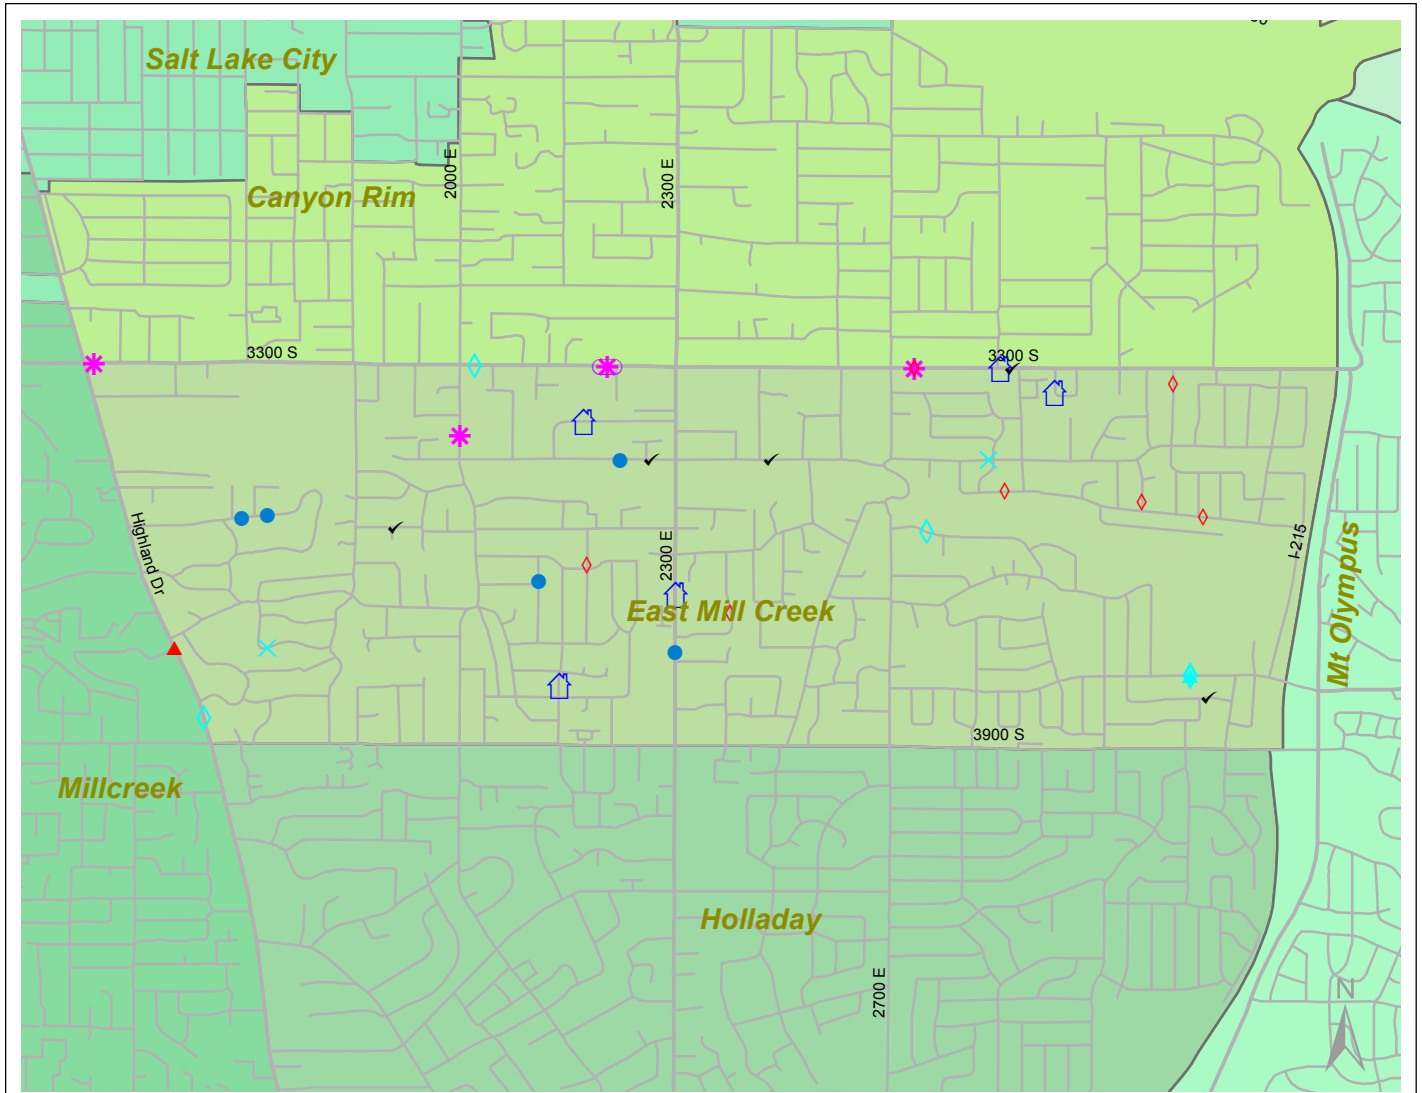 Salt Lake City
2000 E
2300 E
Canyon Rim
3300 S
3300 S
Highland Dr
2300 E
I-215
East Mill Creek
Mt Olympus
3900 S
Millcreek
Holladay
2700 E
N